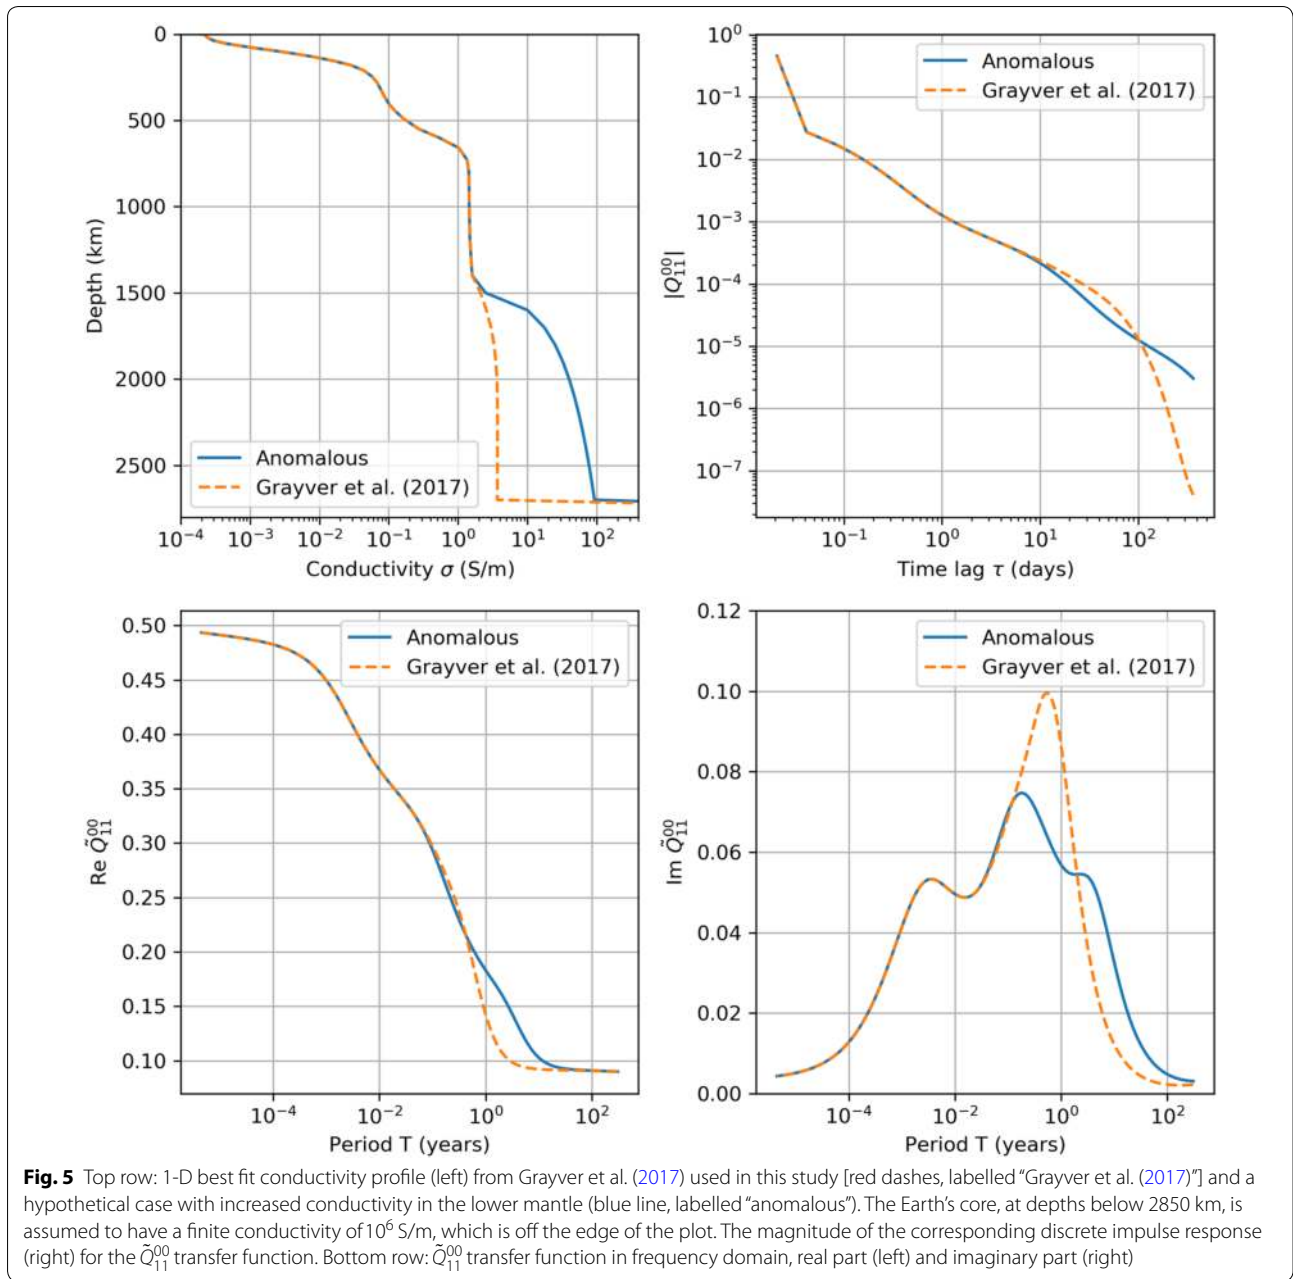 0
500
1000
1500
2000
2500
Depth (km)
Anomalous
Grayver et al. (2017)
10⁻⁴ 10⁻³ 10⁻² 10⁻¹ 10⁰ 10¹ 10²
Conductivity σ (S/m)
10⁰
10⁻¹
10⁻²
10⁻³
10⁻⁴
10⁻⁵
10⁻⁶
10⁻⁷
|Q₁₁⁰⁰|
Anomalous
Grayver et al. (2017)
10⁻¹ 10⁰ 10¹ 10²
Time lag τ (days)
0.50
0.45
0.40
0.35
0.30
0.25
0.20
0.15
0.10
Re Q̃₁₁⁰⁰
Anomalous
Grayver et al. (2017)
10⁻⁴ 10⁻² 10⁰ 10²
Period T (years)
0.12
0.10
0.08
0.06
0.04
0.02
0.00
Im Q̃₁₁⁰⁰
Anomalous
Grayver et al. (2017)
10⁻⁴ 10⁻² 10⁰ 10²
Period T (years)
Fig. 5 Top row: 1-D best fit conductivity profile (left) from Grayver et al. (2017) used in this study [red dashes, labelled “Grayver et al. (2017)”] and a
hypothetical case with increased conductivity in the lower mantle (blue line, labelled “anomalous”). The Earth’s core, at depths below 2850 km, is
assumed to have a finite conductivity of 10⁶ S/m, which is off the edge of the plot. The magnitude of the corresponding discrete impulse response
(right) for the Q̃₁₁⁰⁰ transfer function. Bottom row: Q̃₁₁⁰⁰ transfer function in frequency domain, real part (left) and imaginary part (right)